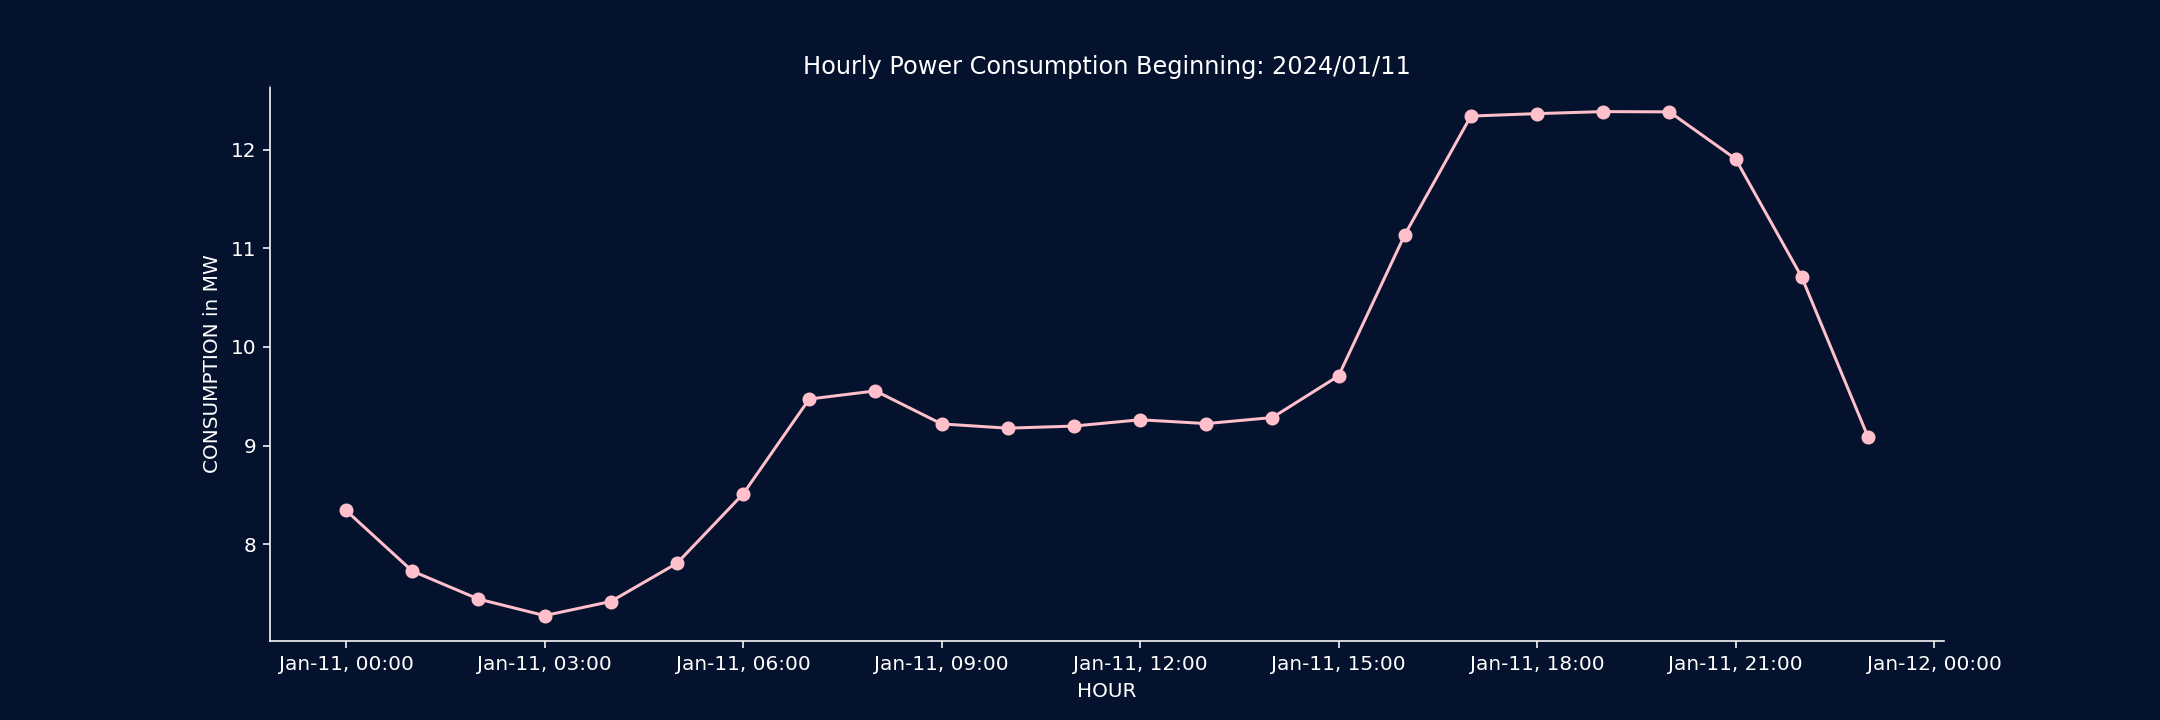 Hourly Power Consumption Beginning: 2024/01/11
CONSUMPTION in MW
12
11
10
9
8
Jan-11, 00:00 Jan-11, 03:00 Jan-11, 06:00 Jan-11, 09:00 Jan-11, 12:00 Jan-11, 15:00 Jan-11, 18:00 Jan-11, 21:00 Jan-12, 00:00
HOUR